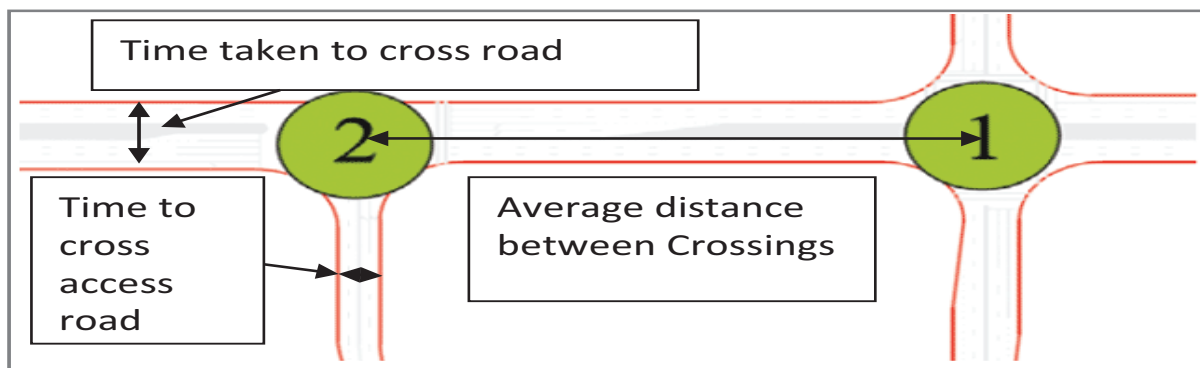 Time taken to cross road
2
1
Time to
cross
access
road
Average distance
between Crossings